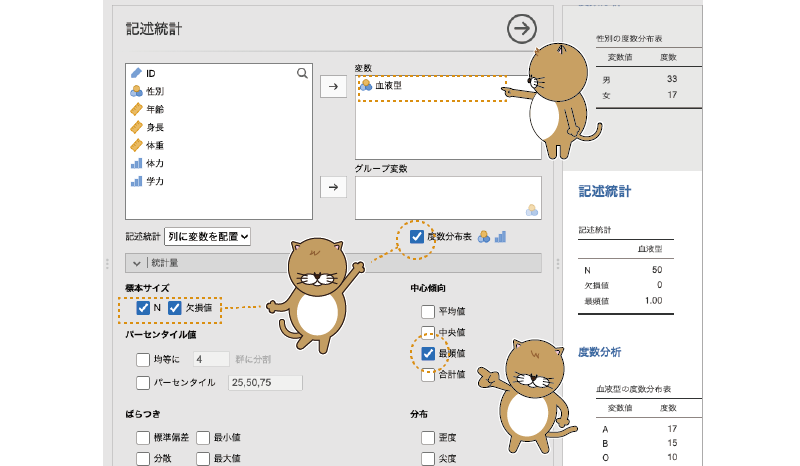 記述統計
ID
性別
年齢
身長
体重
体力
学力
変数
血液型
グループ変数
記述統計 列に変数を配置
度数分布表
統計量
標本サイズ
N 欠損値
パーセンタイル値
均等に 4 群に分割
パーセンタイル 25,50,75
ばらつき
標準偏差 最小値
分散 最大値
中心傾向
平均値
中央値
最頻値
合計値
分布
歪度
尖度
性別の度数分布表
変数値 度数
男 33
女 17
記述統計
記述統計
血液型
N 50
欠損値 0
最頻値 1.00
度数分析
血液型の度数分布表
変数値 度数
A 17
B 15
O 10